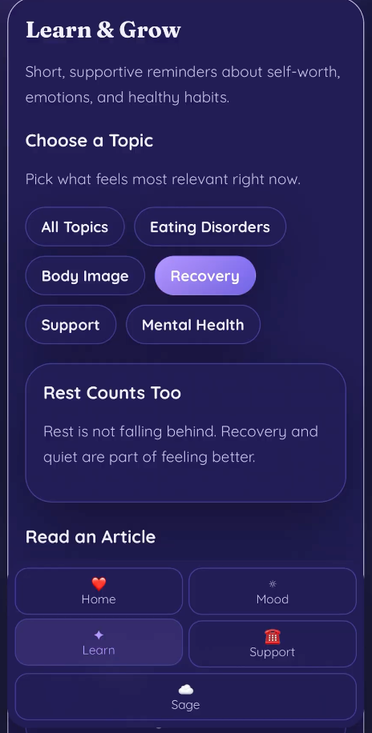 Learn & Grow
Short, supportive reminders about self-worth,
emotions, and healthy habits.
Choose a Topic
Pick what feels most relevant right now.
All Topics
Eating Disorders
Body Image
Recovery
Support
Mental Health
Rest Counts Too
Rest is not falling behind. Recovery and
quiet are part of feeling better.
Read an Article
Home
Mood
Learn
Support
Sage